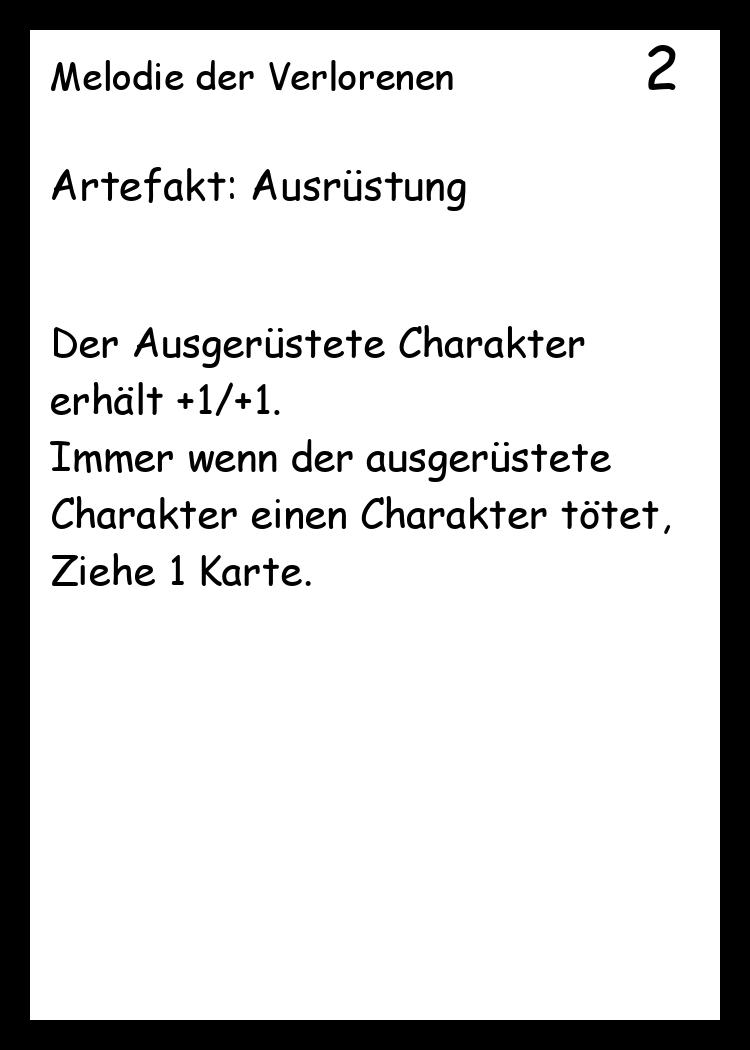 Melodie der Verlorenen 2
Artefakt: Ausrüstung
Der Ausgerüstete Charakter
erhält +1/+1.
Immer wenn der ausgerüstete
Charakter einen Charakter tötet,
Ziehe 1 Karte.